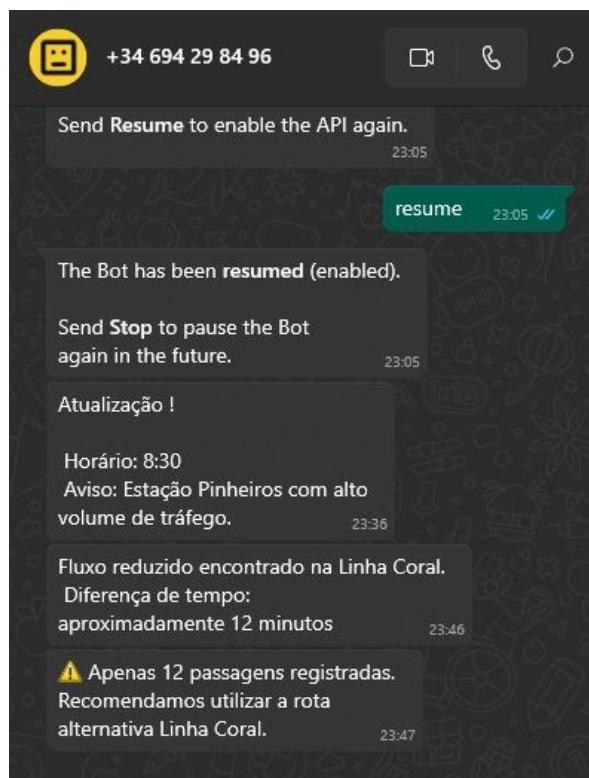 +34 694 29 84 96
Send Resume to enable the API again.
23:05
resume 23:05
The Bot has been resumed (enabled).
Send Stop to pause the Bot
again in the future. 23:05
Atualização !
Horário: 8:30
Aviso: Estação Pinheiros com alto
volume de tráfego. 23:36
Fluxo reduzido encontrado na Linha Coral.
Diferença de tempo:
aproximadamente 12 minutos 23:46
⚠️ Apenas 12 passagens registradas.
Recomendamos utilizar a rota
alternativa Linha Coral. 23:47